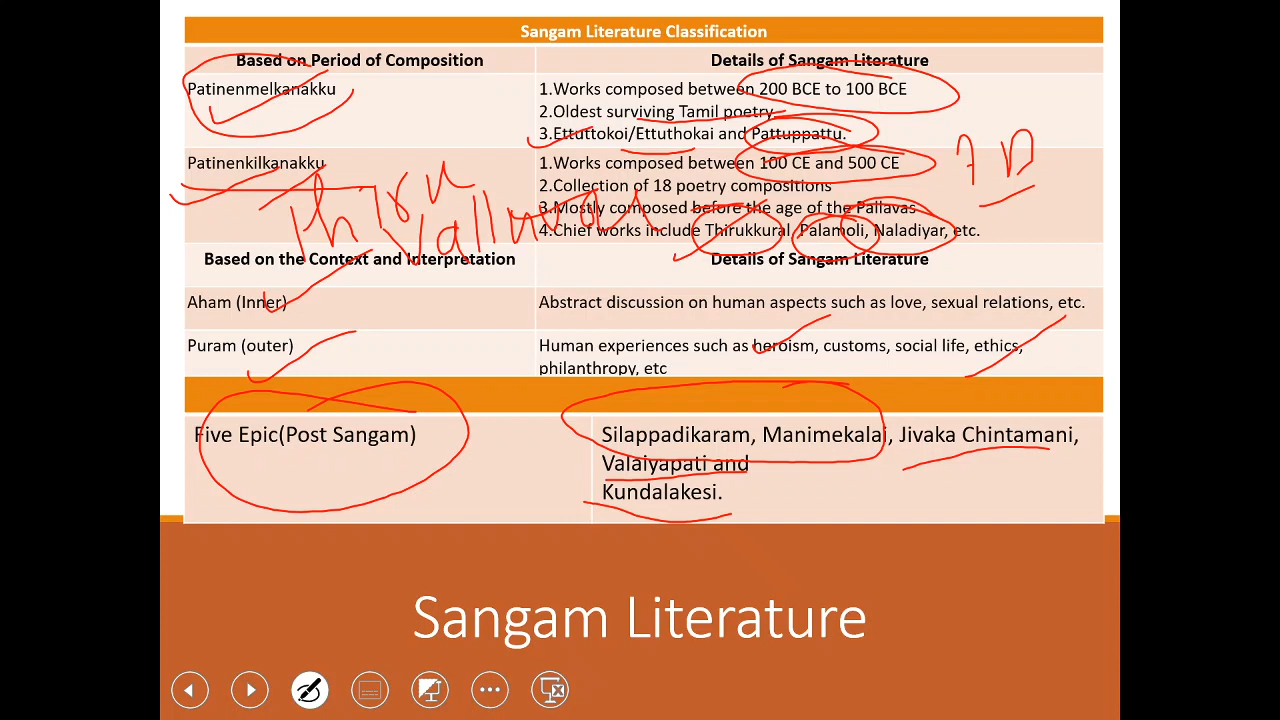 Sangam Literature Classification
Based on Period of Composition
Details of Sangam Literature
Patinenmelkanakku
1.Works composed between 200 BCE to 100 BCE
2.Oldest surviving Tamil poetry.
3.Ettuttokoi/Ettuthokai and Pattuppattu.
Patinenkilkanakku
1.Works composed between 100 CE and 500 CE
2.Collection of 18 poetry compositions
3.Mostly composed before the age of the Pallavas
4.Chief works include Thirukkural, Palamoli, Naladiyar, etc.
Thiru
Valluvar
Based on the Context and Interpretation
Details of Sangam Literature
Aham (Inner)
Abstract discussion on human aspects such as love, sexual relations, etc.
Puram (outer)
Human experiences such as heroism, customs, social life, ethics,
philanthropy, etc
Five Epic(Post Sangam)
Silappadikaram, Manimekalai, Jivaka Chintamani,
Valaiyapati and
Kundalakesi.
Sangam Literature